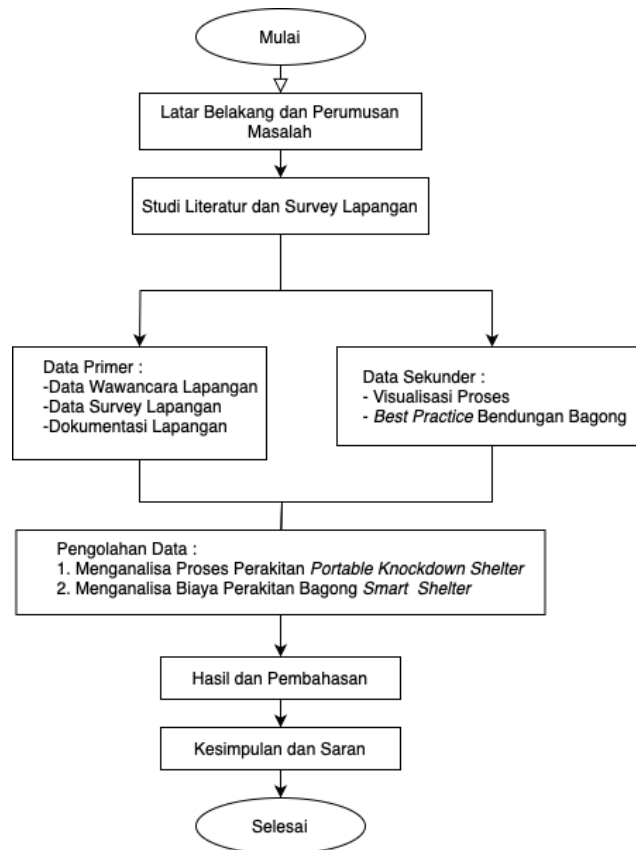 Mulai
Latar Belakang dan Perumusan
Masalah
Studi Literatur dan Survey Lapangan
Data Primer :
-Data Wawancara Lapangan
-Data Survey Lapangan
-Dokumentasi Lapangan
Data Sekunder :
- Visualisasi Proses
- Best Practice Bendungan Bagong
Pengolahan Data :
1. Menganalisa Proses Perakitan Portable Knockdown Shelter
2. Menganalisa Biaya Perakitan Bagong Smart Shelter
Hasil dan Pembahasan
Kesimpulan dan Saran
Selesai